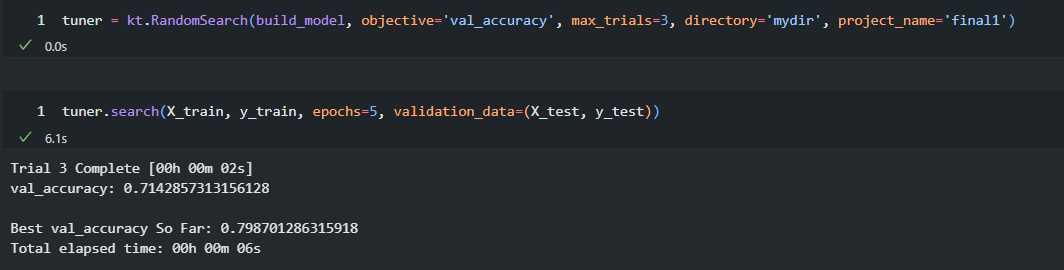 1 tuner = kt.RandomSearch(build_model, objective='val_accuracy', max_trials=3, directory='mydir', project_name='final1')
✓ 0.0s
1 tuner.search(X_train, y_train, epochs=5, validation_data=(X_test, y_test))
✓ 6.1s
Trial 3 Complete [00h 00m 02s]
val_accuracy: 0.7142857313156128
Best val_accuracy So Far: 0.798701286315918
Total elapsed time: 00h 00m 06s